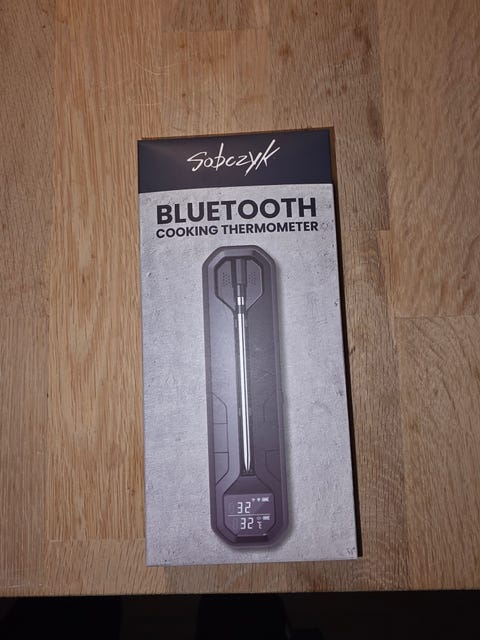 Sobczyk
BLUETOOTH
COOKING THERMOMETER
32
32 °C